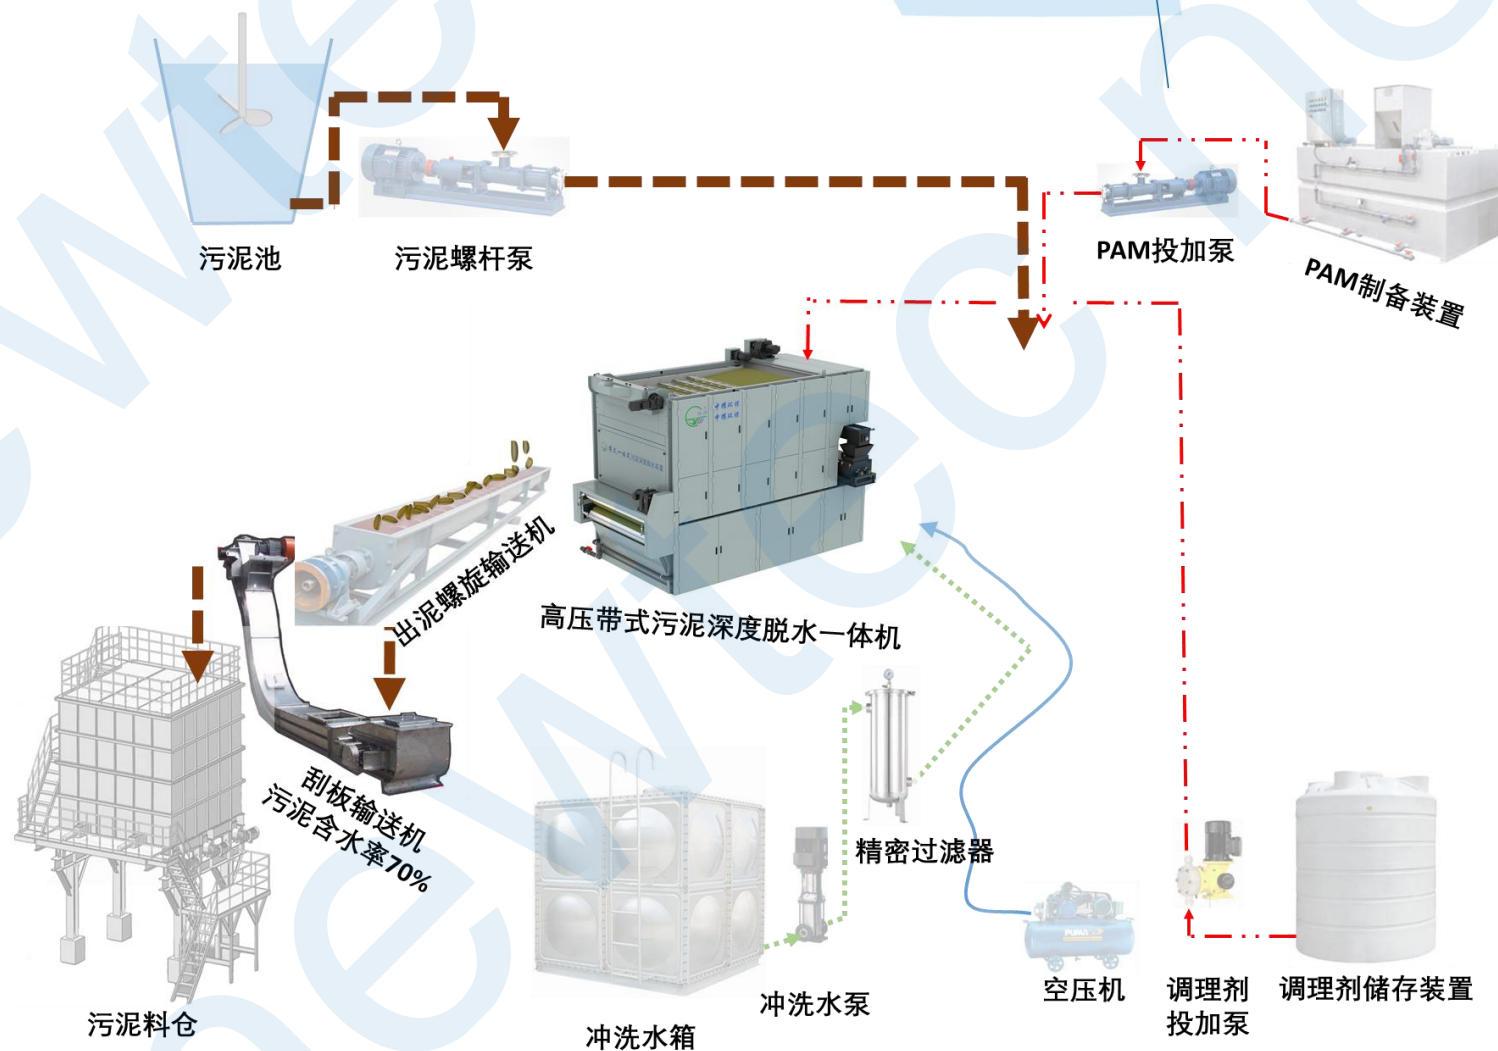 污泥池
污泥螺杆泵
PAM投加泵
PAM制备装置
出泥螺旋输送机
高压带式污泥深度脱水一体机
刮板输送机
污泥含水率70%
精密过滤器
污泥料仓
冲洗水箱
冲洗水泵
空压机
调理剂
投加泵
调理剂储存装置
newtec